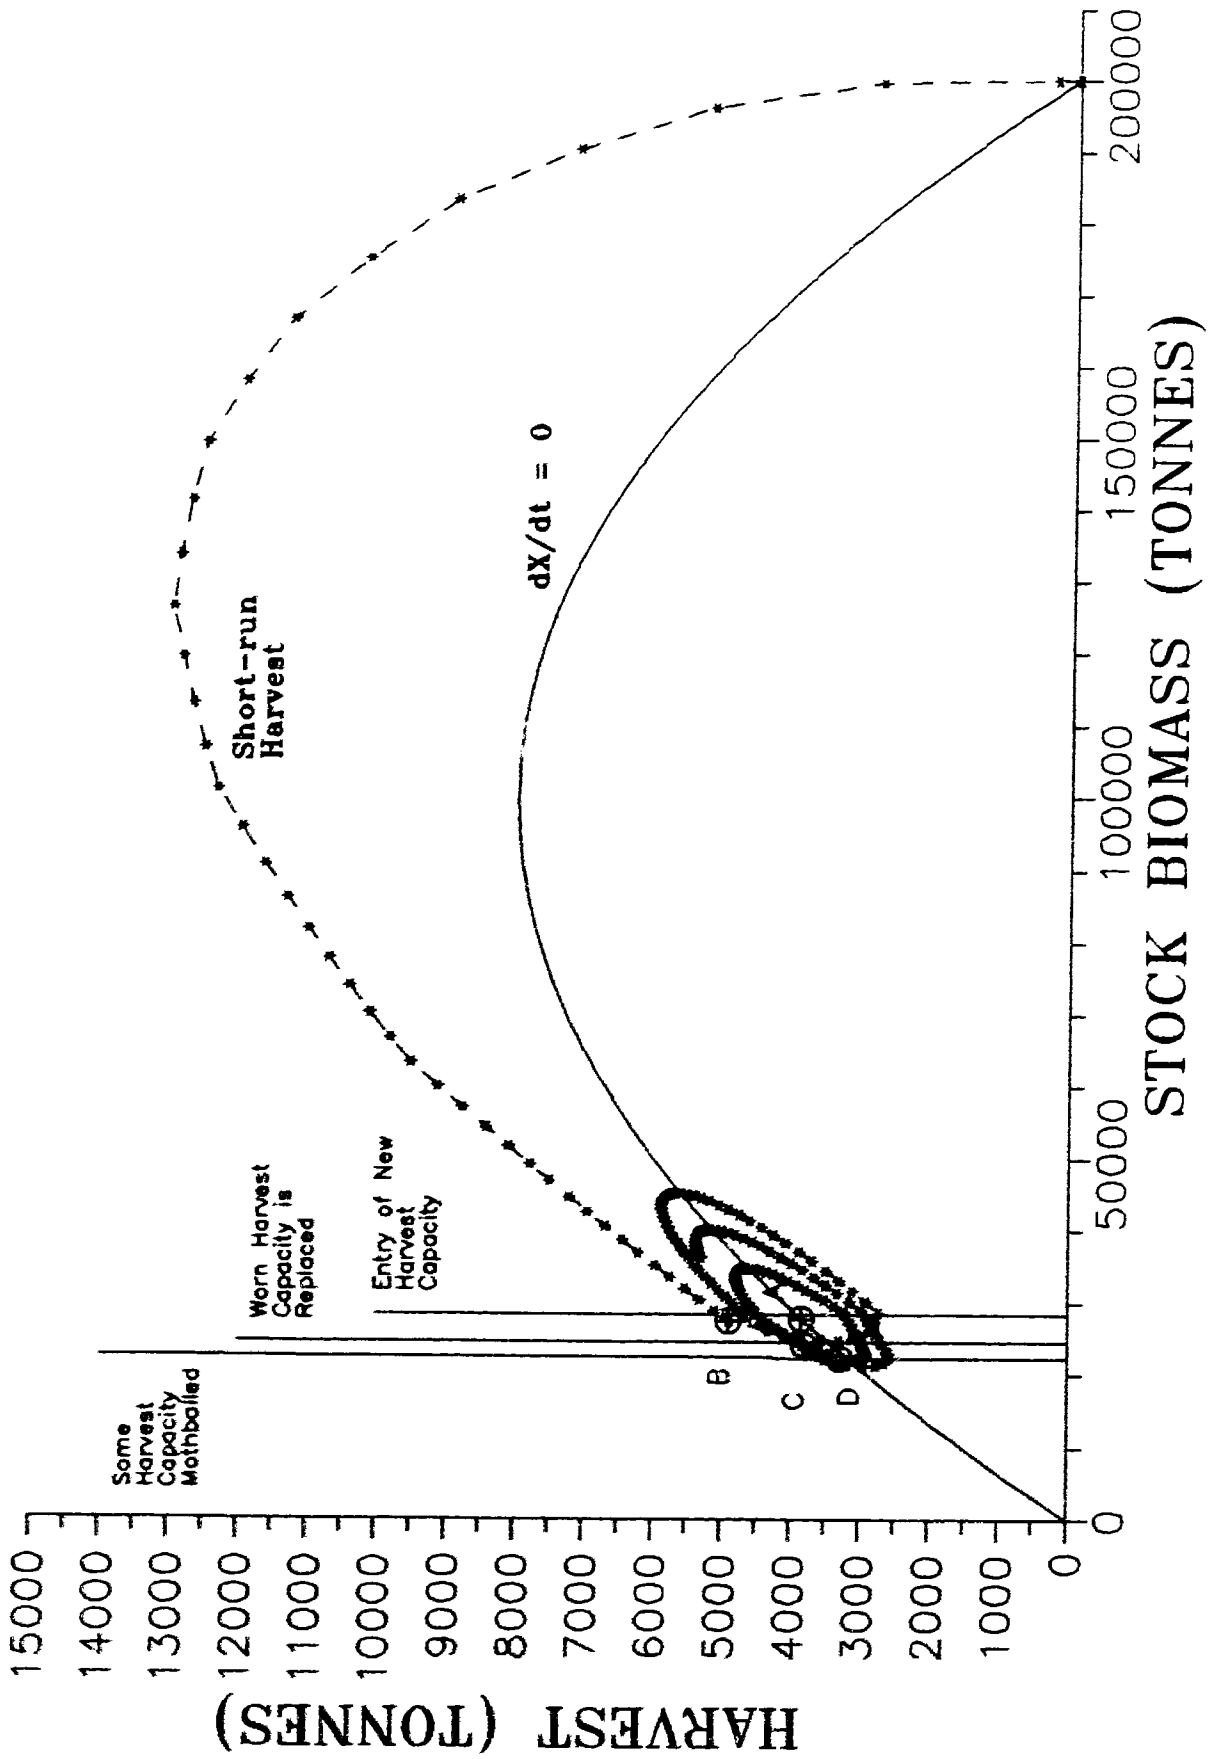 15000
14000
13000
12000
11000
10000
9000
8000
7000
6000
5000
4000
3000
2000
1000
0
HARVEST (TONNES)
Some
Harvest
Capacity
Mothballed
Worn Harvest
Capacity is
Replaced
Entry of New
Harvest
Capacity
Short-run
Harvest
dX/dt = 0
B
C
D
0
50000
100000
150000
200000
STOCK BIOMASS (TONNES)